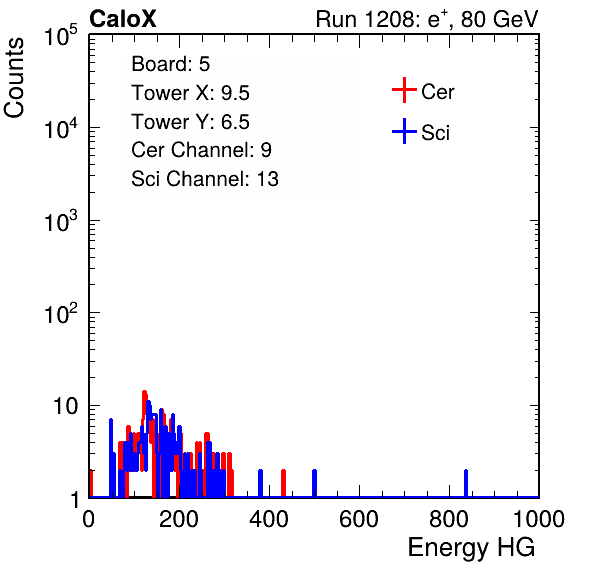 CaloX Run 1208: e⁺, 80 GeV
Counts
10⁵
10⁴
10³
10²
10
1
Board: 5
Tower X: 9.5
Tower Y: 6.5
Cer Channel: 9
Sci Channel: 13
Cer
Sci
0 200 400 600 800 1000
Energy HG